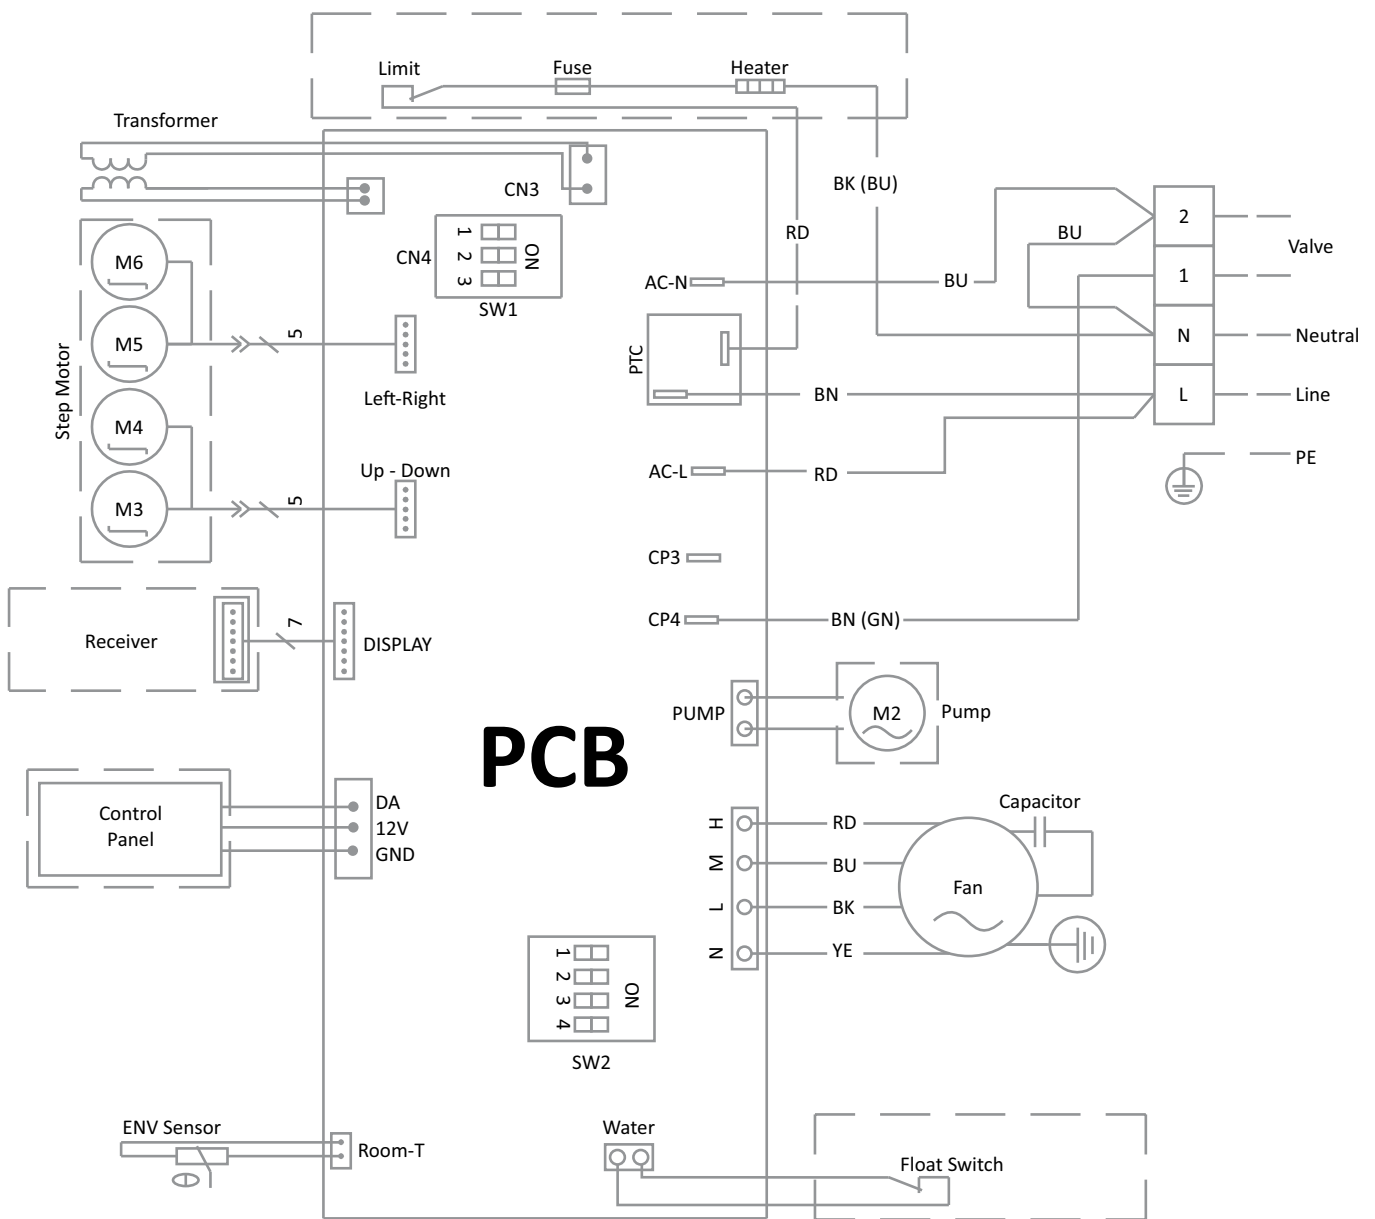 Limit
Fuse
Heater
Transformer
CN3
BK (BU)
RD
CN4
1
2
3
ON
SW1
M6
M5
M4
M3
Step Motor
5
Left-Right
Up - Down
5
AC-N
BU
BU
2
1
N
L
Valve
Neutral
Line
PE
PTC
BN
AC-L
RD
CP3
CP4
BN (GN)
Receiver
7
DISPLAY
PUMP
M2
Pump
PCB
Control
Panel
DA
12V
GND
H
M
L
N
RD
BU
BK
YE
Capacitor
Fan
1
2
3
4
ON
SW2
ENV Sensor
Room-T
Water
Float Switch